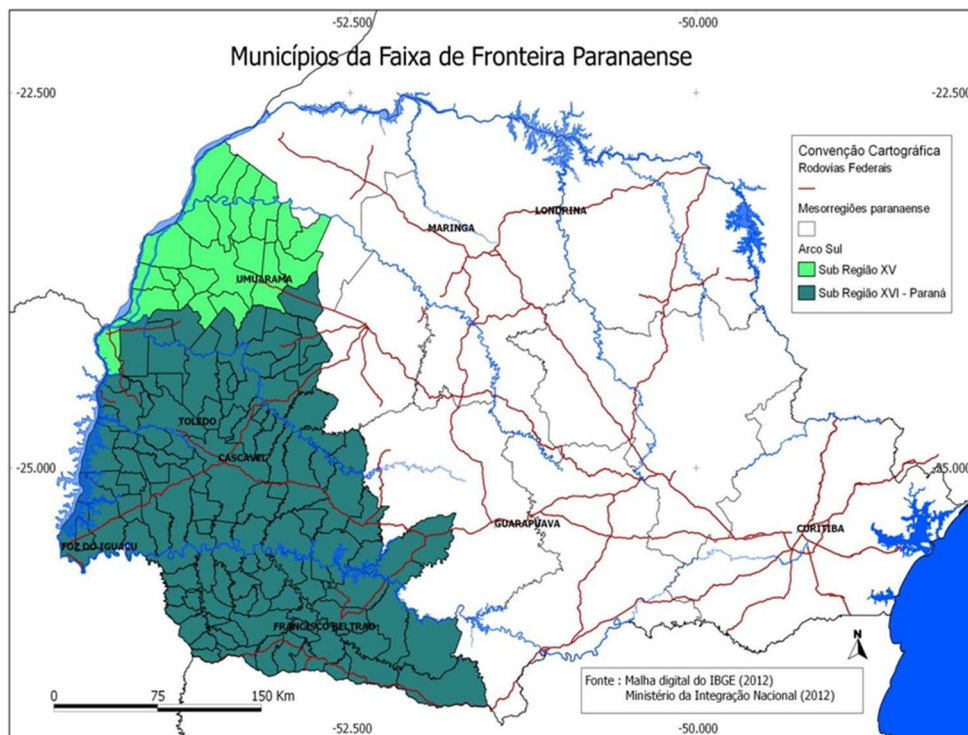 -52.500 -50.000
Municípios da Faixa de Fronteira Paranaense
-22.500 -22.500
Convenção Cartográfica
Rodovias Federais
Mesorregiões paranaense
Arco Sul
Sub Região XV
Sub Região XVI - Paraná
LONDRINA
MARINGA
UMUARAMA
TOLEDO
CASCAVEL
-25.000 -25.000
GUARAPUAVA
CURITIBA
FOZ DO IGUAÇU
FRANCISCO BELTRAO
N
Fonte : Malha digital do IBGE (2012)
Ministério da Integração Nacional (2012)
0 75 150 Km
-52.500 -50.000